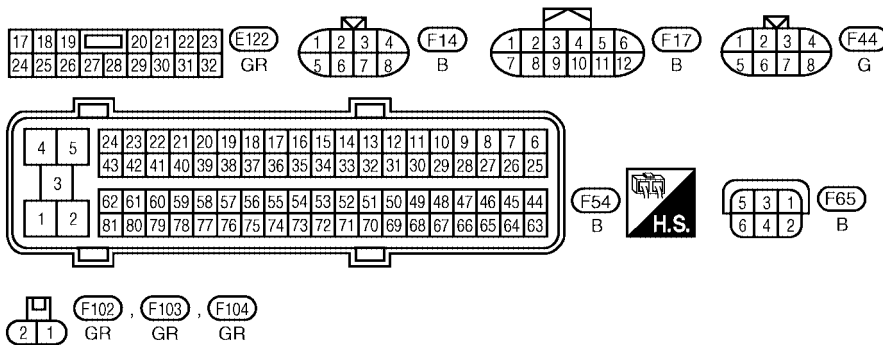 17 18 19 20 21 22 23 E122
24 25 26 27 28 29 30 31 32 GR
1 2 3 4 F14
5 6 7 8 B
1 2 3 4 5 6 F17
7 8 9 10 11 12 B
1 2 3 4 F44
5 6 7 8 G
4 5
3
1 2
24 23 22 21 20 19 18 17 16 15 14 13 12 11 10 9 8 7 6
43 42 41 40 39 38 37 36 35 34 33 32 31 30 29 28 27 26 25
62 61 60 59 58 57 56 55 54 53 52 51 50 49 48 47 46 45 44
81 80 79 78 77 76 75 74 73 72 71 70 69 68 67 66 65 64 63
F54
B
H.S.
5 3 1 F65
6 4 2 B
2 1 F102 , F103 , F104
GR GR GR